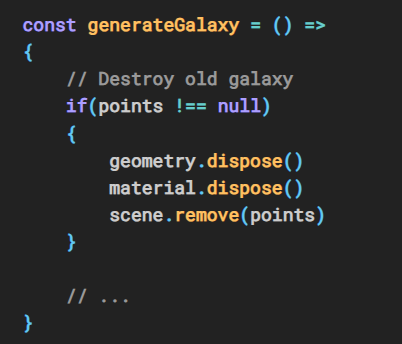 const generateGalaxy = () =>
{
    // Destroy old galaxy
    if(points !== null)
    {
        geometry.dispose()
        material.dispose()
        scene.remove(points)
    }

    // ...
}